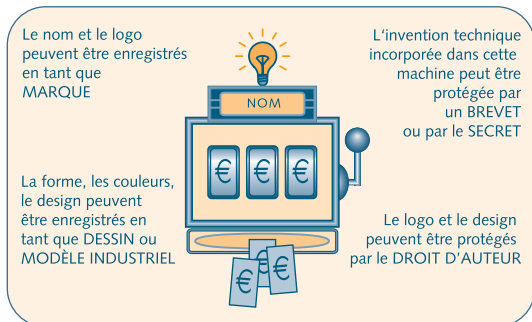 Le nom et le logo
peuvent être enregistrés
en tant que
MARQUE
L'invention technique
incorporée dans cette
machine peut être
protégée par
un BREVET
ou par le SECRET
NOM
€ € €
La forme, les couleurs,
le design peuvent
être enregistrés en
tant que DESSIN ou
MODÈLE INDUSTRIEL
Le logo et le design
peuvent être protégés
par le DROIT D'AUTEUR
€ € €